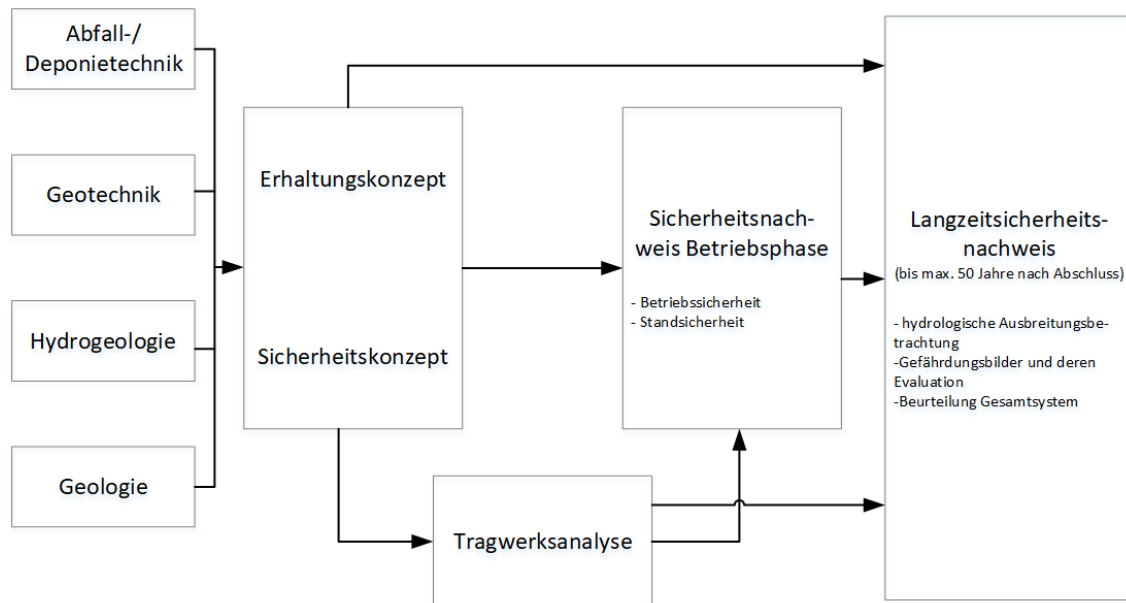 Abfall-/
Deponietechnik
Geotechnik
Hydrogeologie
Geologie
Erhaltungskonzept
Sicherheitskonzept
Tragwerksanalyse
Sicherheitsnach-
weis Betriebsphase
- Betriebssicherheit
- Standsicherheit
Langzeitsicherheits-
nachweis
(bis max. 50 Jahre nach Abschluss)
- hydrologische Ausbreitungsbe-
trachtung
-Gefährdungsbilder und deren
Evaluation
-Beurteilung Gesamtsystem